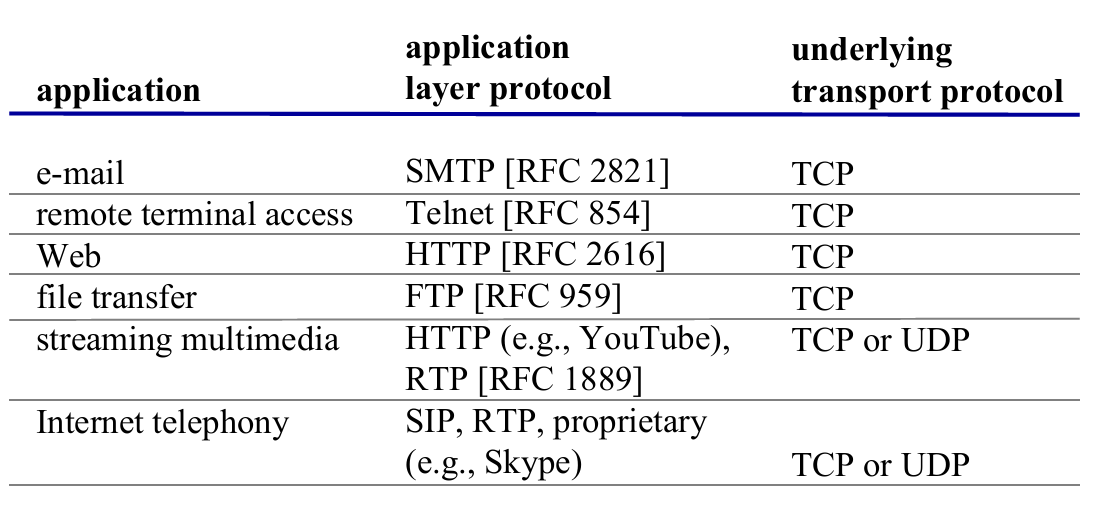 application application layer protocol underlying transport protocol
e-mail SMTP [RFC 2821] TCP
remote terminal access Telnet [RFC 854] TCP
Web HTTP [RFC 2616] TCP
file transfer FTP [RFC 959] TCP
streaming multimedia HTTP (e.g., YouTube), TCP or UDP
RTP [RFC 1889]
Internet telephony SIP, RTP, proprietary
(e.g., Skype) TCP or UDP